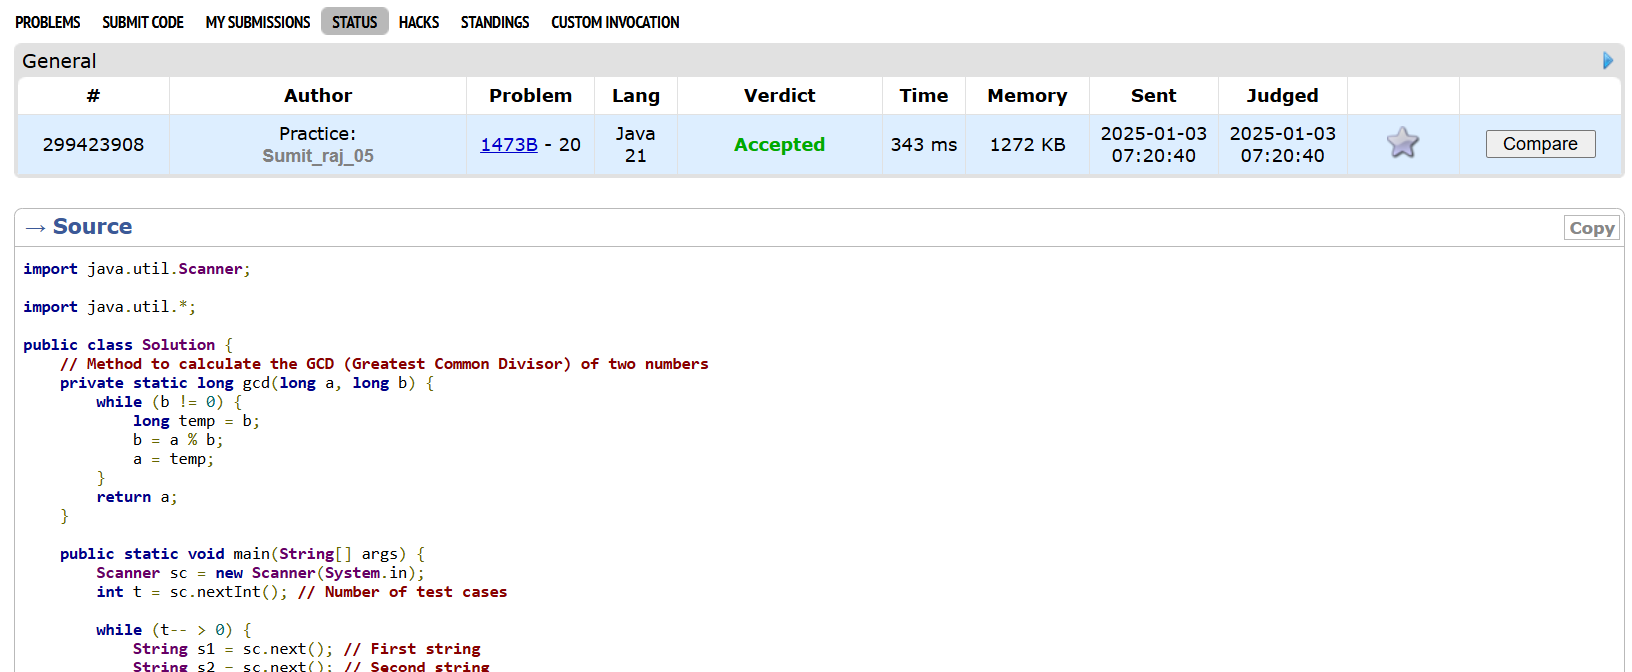 PROBLEMS SUBMIT CODE MY SUBMISSIONS STATUS HACKS STANDINGS CUSTOM INVOCATION
General
# Author Problem Lang Verdict Time Memory Sent Judged
299423908 Practice: Sumit_raj_05 1473B - 20 Java 21 Accepted 343 ms 1272 KB 2025-01-03 07:20:40 2025-01-03 07:20:40 Compare
→ Source Copy
import java.util.Scanner;
import java.util.*;
public class Solution {
// Method to calculate the GCD (Greatest Common Divisor) of two numbers
private static long gcd(long a, long b) {
while (b != 0) {
long temp = b;
b = a % b;
a = temp;
}
return a;
}
public static void main(String[] args) {
Scanner sc = new Scanner(System.in);
int t = sc.nextInt(); // Number of test cases
while (t-- > 0) {
String s1 = sc.next(); // First string
String s2 = sc.next(); // Second string